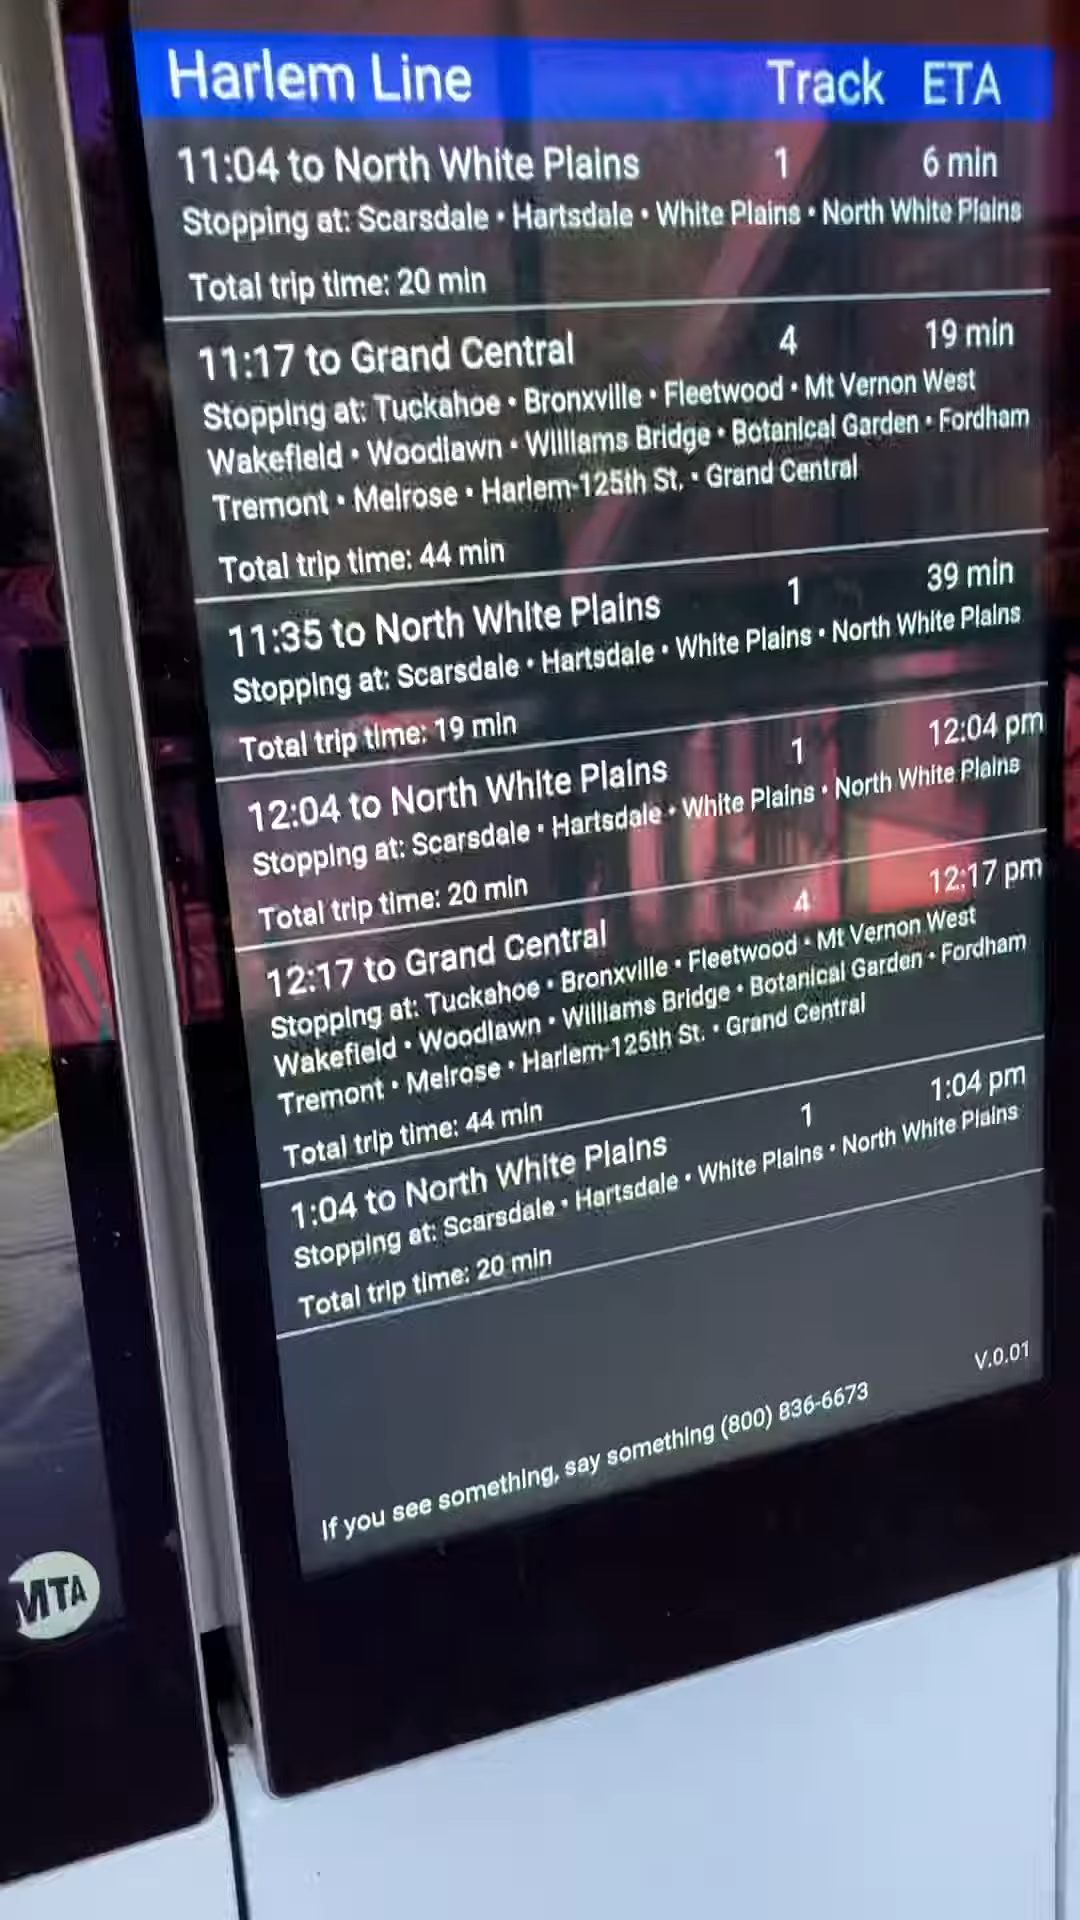 Harlem Line Track ETA
11:04 to North White Plains 1 6 min
Stopping at: Scarsdale • Hartsdale • White Plains • North White Plains
Total trip time: 20 min
11:17 to Grand Central 4 19 min
Stopping at: Tuckahoe • Bronxville • Fleetwood • Mt Vernon West
Wakefield • Woodlawn • Williams Bridge • Botanical Garden • Fordham
Tremont • Melrose • Harlem-125th St. • Grand Central
Total trip time: 44 min
11:35 to North White Plains 1 39 min
Stopping at: Scarsdale • Hartsdale • White Plains • North White Plains
Total trip time: 19 min
12:04 to North White Plains 1 12:04 pm
Stopping at: Scarsdale • Hartsdale • White Plains • North White Plains
Total trip time: 20 min
12:17 to Grand Central 4 12:17 pm
Stopping at: Tuckahoe • Bronxville • Fleetwood • Mt Vernon West
Wakefield • Woodlawn • Williams Bridge • Botanical Garden • Fordham
Tremont • Melrose • Harlem-125th St. • Grand Central
Total trip time: 44 min
1:04 to North White Plains 1 1:04 pm
Stopping at: Scarsdale • Hartsdale • White Plains • North White Plains
Total trip time: 20 min
V.0.01
If you see something, say something (800) 836-6673
MTA